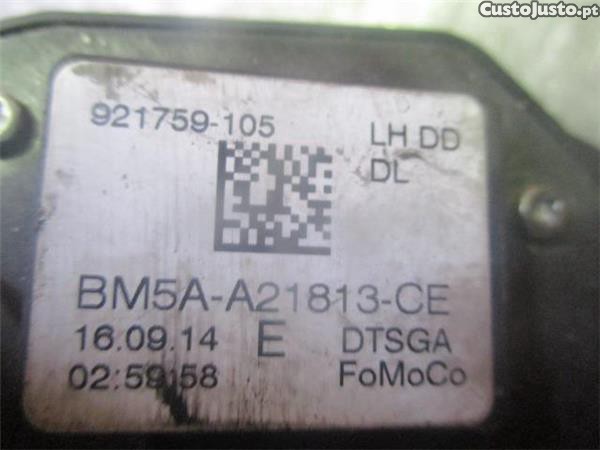 CustoJusto.pt
921759-105
LH DD
DL
BM5A-A21813-CE
16.09.14 E DTSGA
02:59:58 FoMoCo